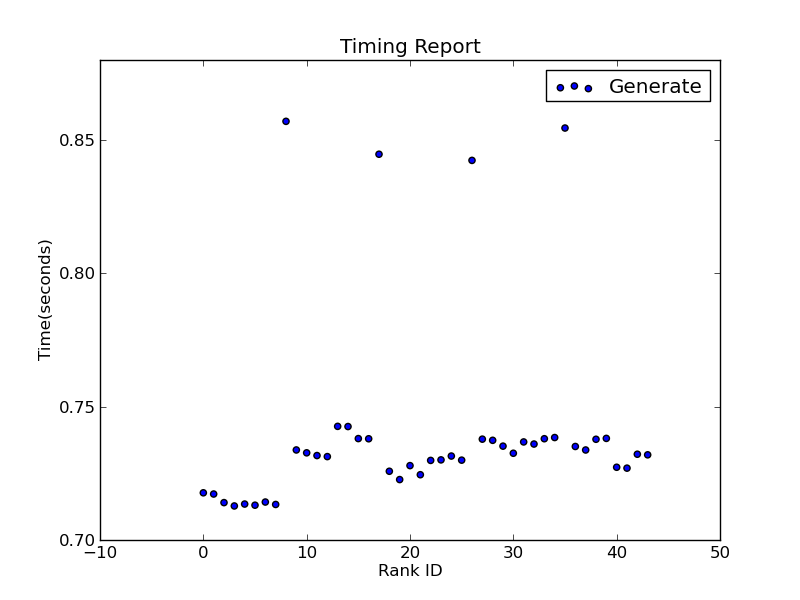 Timing Report
Generate
0.85
0.80
0.75
0.70
Time(seconds)
−10 0 10 20 30 40 50
Rank ID